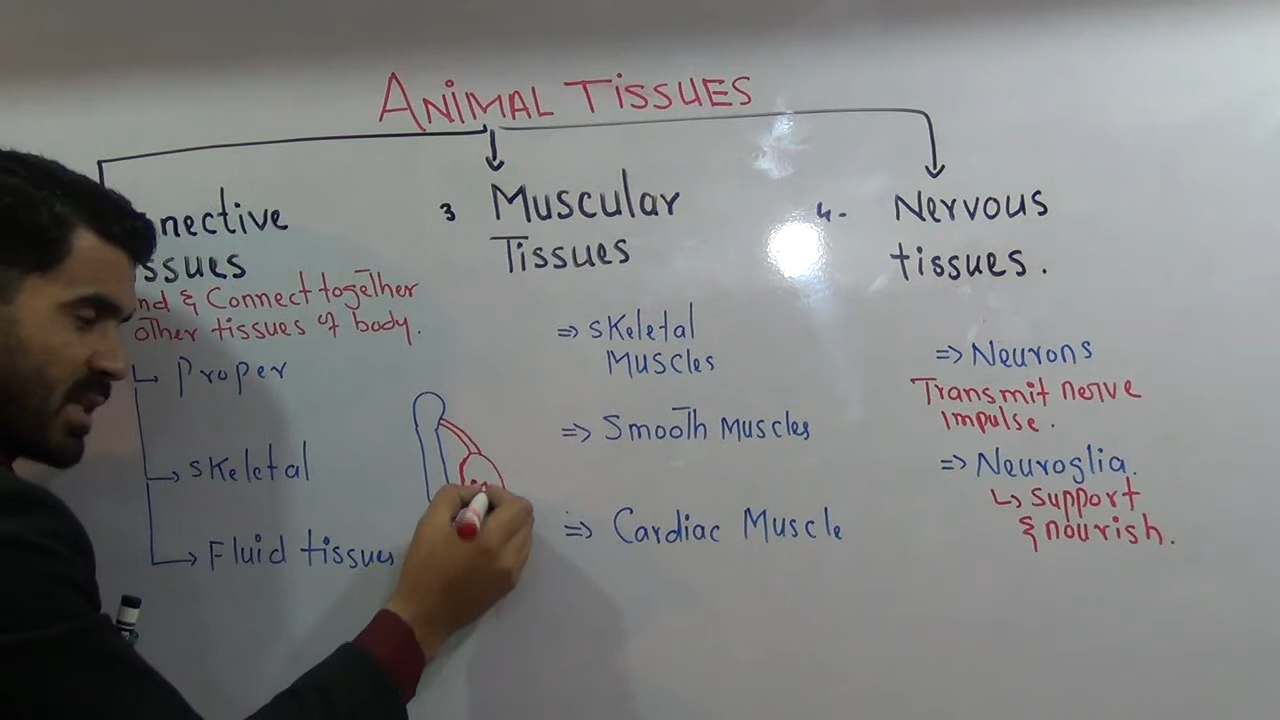 ANIMAL TISSUES
nective
ssues
nd & Connect together
other tissues of body.
Proper
skeletal
Fluid tissues
3 Muscular
Tissues
⇒ skeletal
Muscles
⇒ Smooth Muscles
⇒ Cardiac Muscle
4. Nervous
tissues.
⇒ Neurons
Transmit nerve
impulse.
⇒ Neuroglia.
↳ support
& nourish.